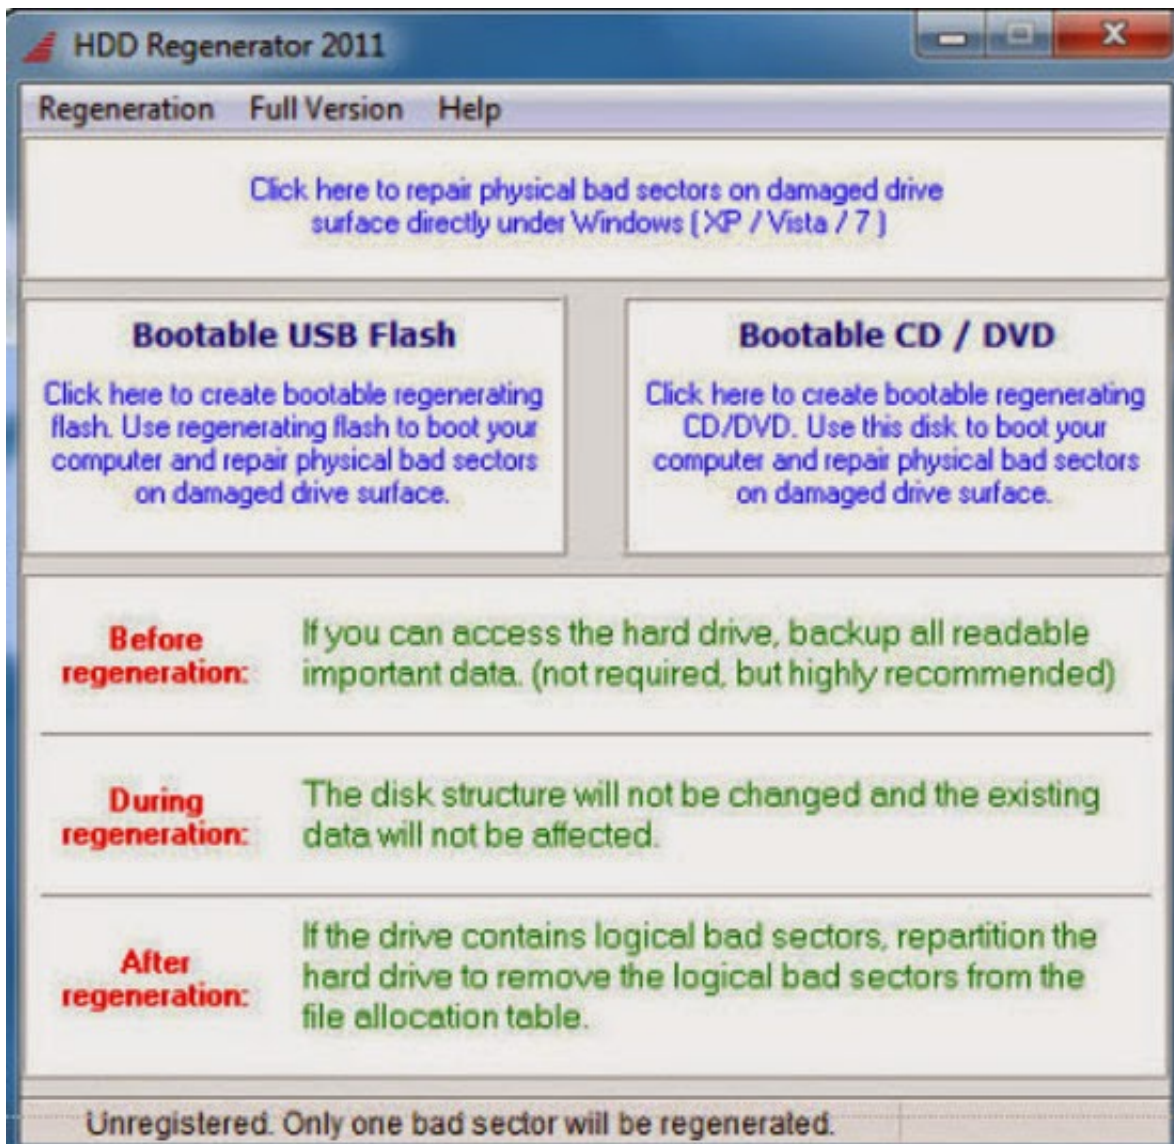 HDD Regenerator 2011
Regeneration Full Version Help
Click here to repair physical bad sectors on damaged drive
surface directly under Windows ( XP / Vista / 7 )
Bootable USB Flash
Click here to create bootable regenerating
flash. Use regenerating flash to boot your
computer and repair physical bad sectors
on damaged drive surface.
Bootable CD / DVD
Click here to create bootable regenerating
CD/DVD. Use this disk to boot your
computer and repair physical bad sectors
on damaged drive surface.
Before
regeneration:
If you can access the hard drive, backup all readable
important data. (not required, but highly recommended)
During
regeneration:
The disk structure will not be changed and the existing
data will not be affected.
After
regeneration:
If the drive contains logical bad sectors, repartition the
hard drive to remove the logical bad sectors from the
file allocation table.
Unregistered. Only one bad sector will be regenerated.